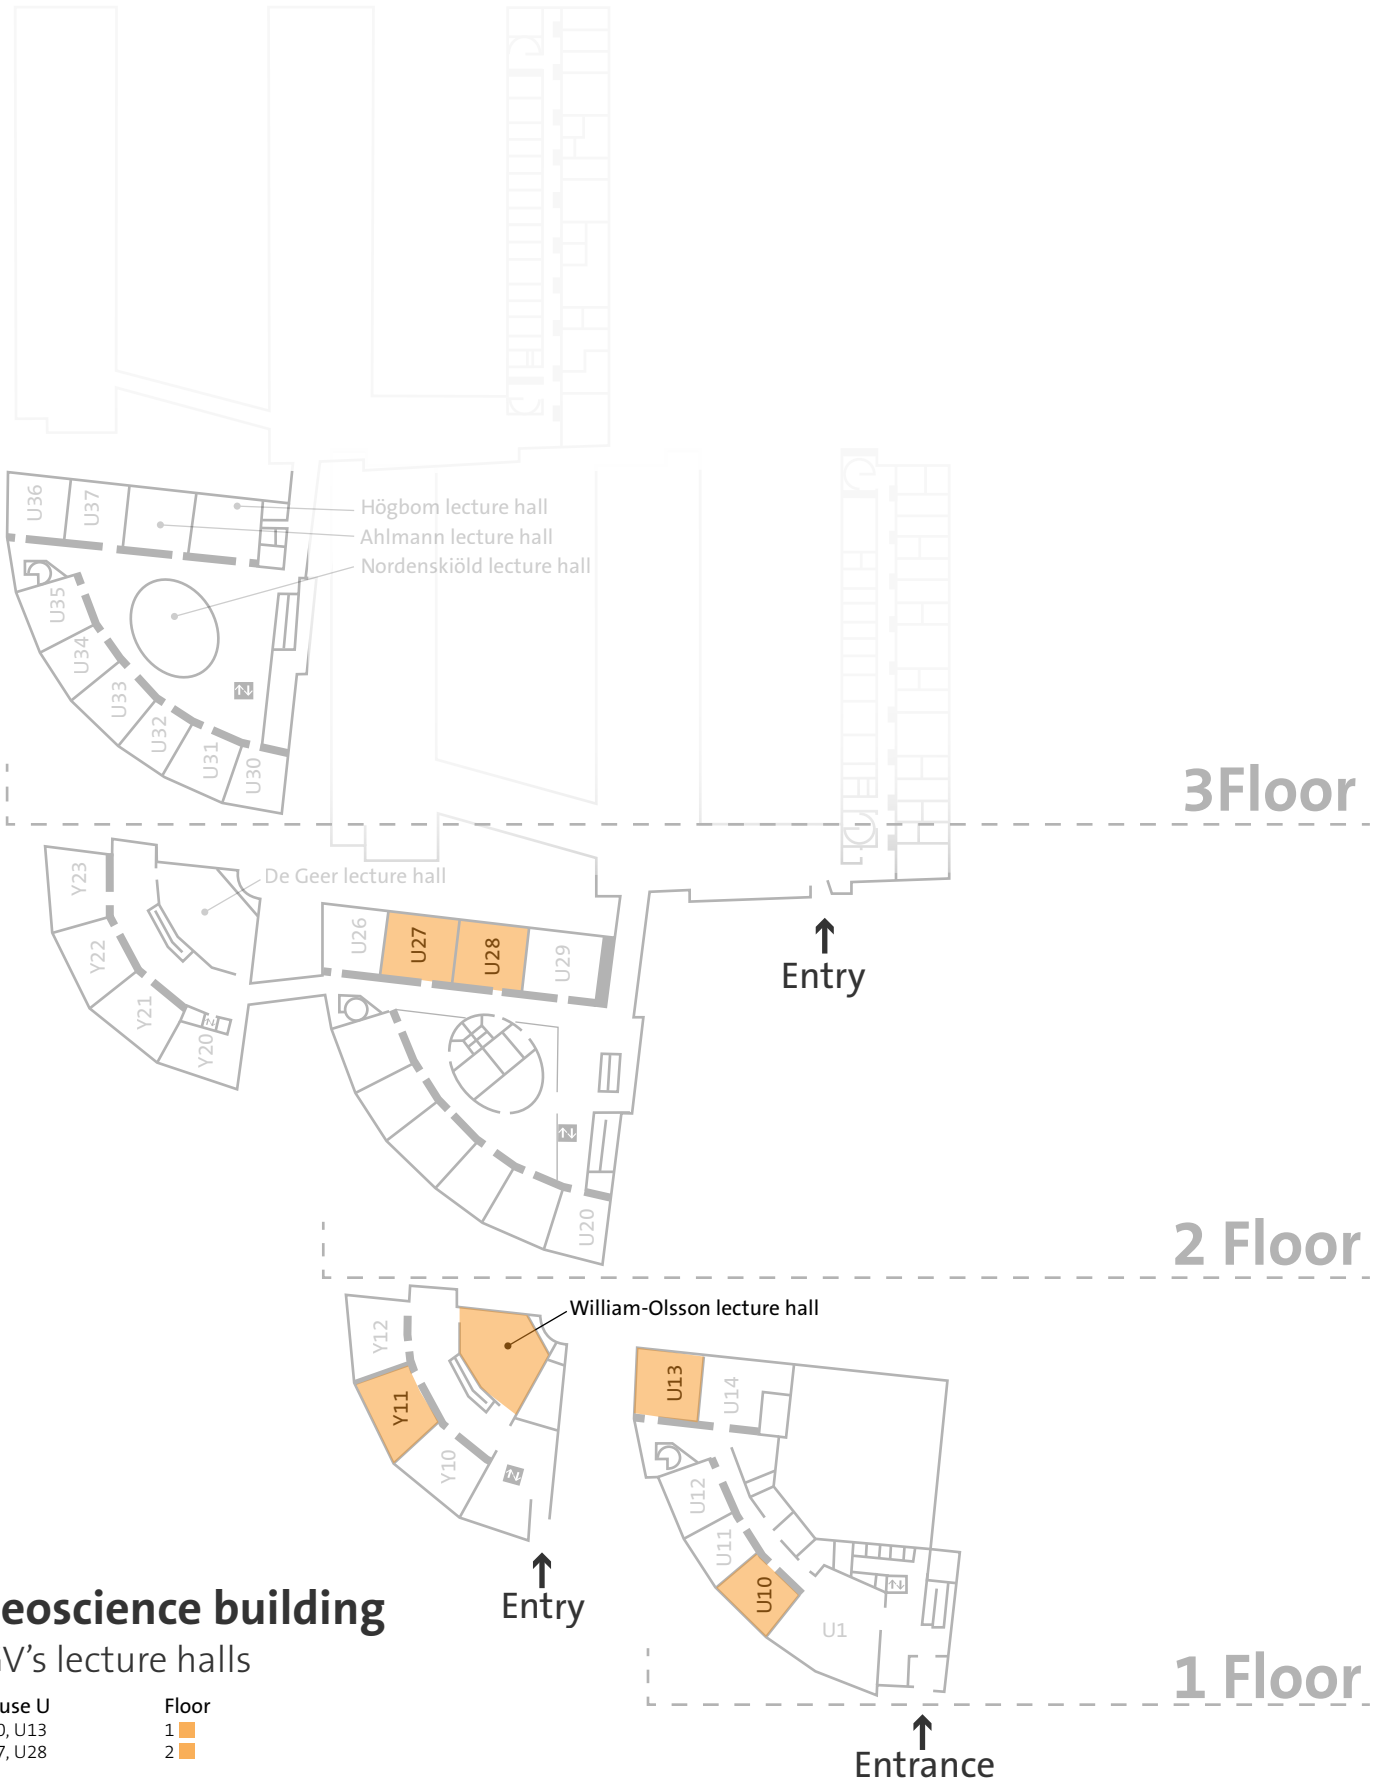 U36
U37
Högbom lecture hall
Ahlmann lecture hall
Nordenskiöld lecture hall
U35
U34
U33
U32
U31
U30
3Floor
Y23
De Geer lecture hall
Y22
Y21
Y20
U26
U27
U28
U29
Entry
U20
2 Floor
William-Olsson lecture hall
Y12
Y11
Y10
U13
U14
U12
U11
U10
U1
Entry
1 Floor
Entrance
eoscience building
V's lecture halls
use U Floor
0, U13 1
7, U28 2